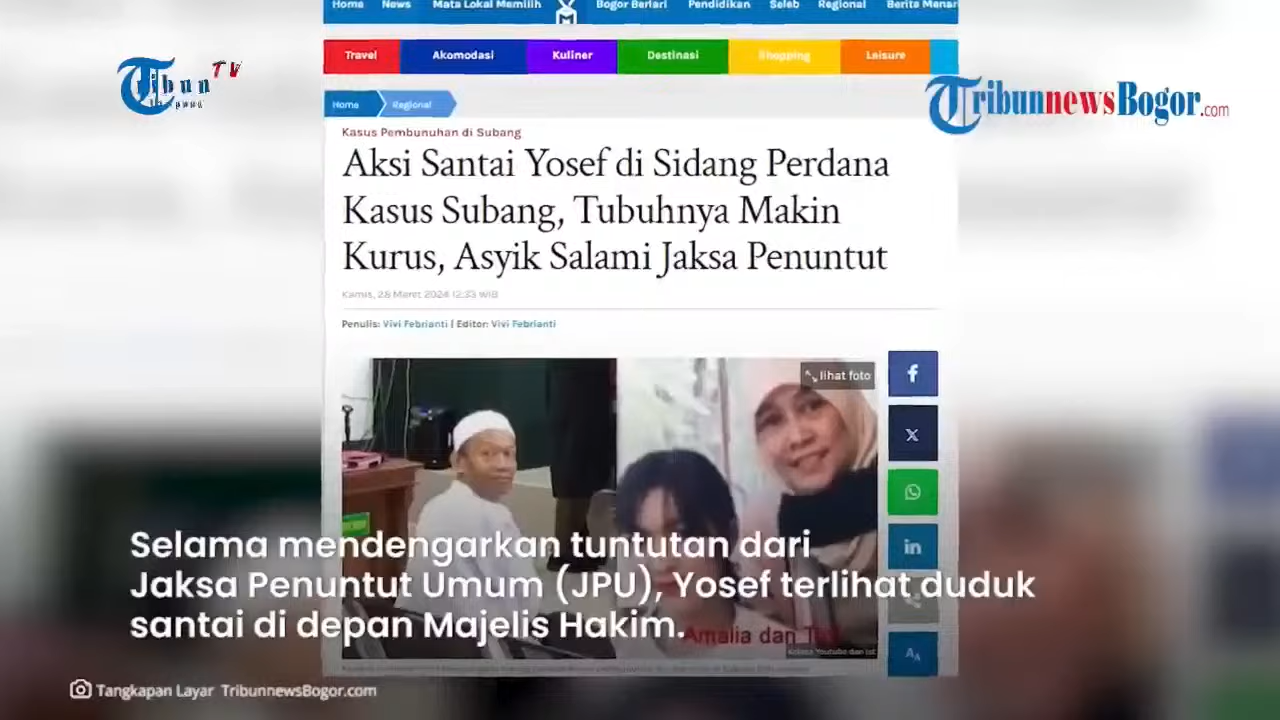 Home News Mata Lokal Memilih Bogor Berlari Pendidikan Seleb Regional
Travel Akomodasi Kuliner Destinasi Shopping Leisure
Tribun TV
TribunnewsBogor.com
Home Regional
Kasus Pembunuhan di Subang
Aksi Santai Yosef di Sidang Perdana
Kasus Subang, Tubuhnya Makin
Kurus, Asyik Salami Jaksa Penuntut
Kamis, 28 Maret 2024 12:33 WIB
Penulis: Vivi Febrianti | Editor: Vivi Febrianti
lihat foto
Selama mendengarkan tuntutan dari
Jaksa Penuntut Umum (JPU), Yosef terlihat duduk
santai di depan Majelis Hakim.
Amalia dan
Tangkapan Layar TribunnewsBogor.com